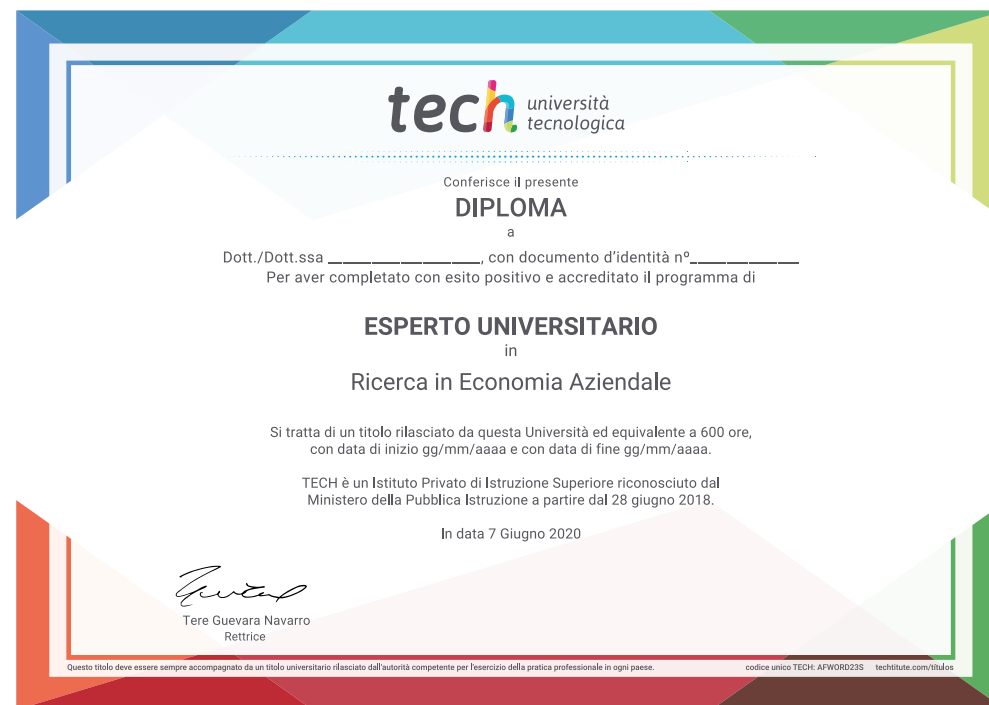 tech università
tecnologica
Conferisce il presente
DIPLOMA
a
Dott./Dott.ssa ____________________, con documento d'identità nº______________
Per aver completato con esito positivo e accreditato il programma di
ESPERTO UNIVERSITARIO
in
Ricerca in Economia Aziendale
Si tratta di un titolo rilasciato da questa Università ed equivalente a 600 ore,
con data di inizio gg/mm/aaaa e con data di fine gg/mm/aaaa.
TECH è un Istituto Privato di Istruzione Superiore riconosciuto dal
Ministero della Pubblica Istruzione a partire dal 28 giugno 2018.
In data 7 Giugno 2020
Tere Guevara Navarro
Rettrice
Questo titolo deve essere sempre accompagnato da un titolo universitario rilasciato dall'autorità competente per l'esercizio della pratica professionale in ogni paese. codice unico TECH: AFWORD23S techtitute.com/titulos